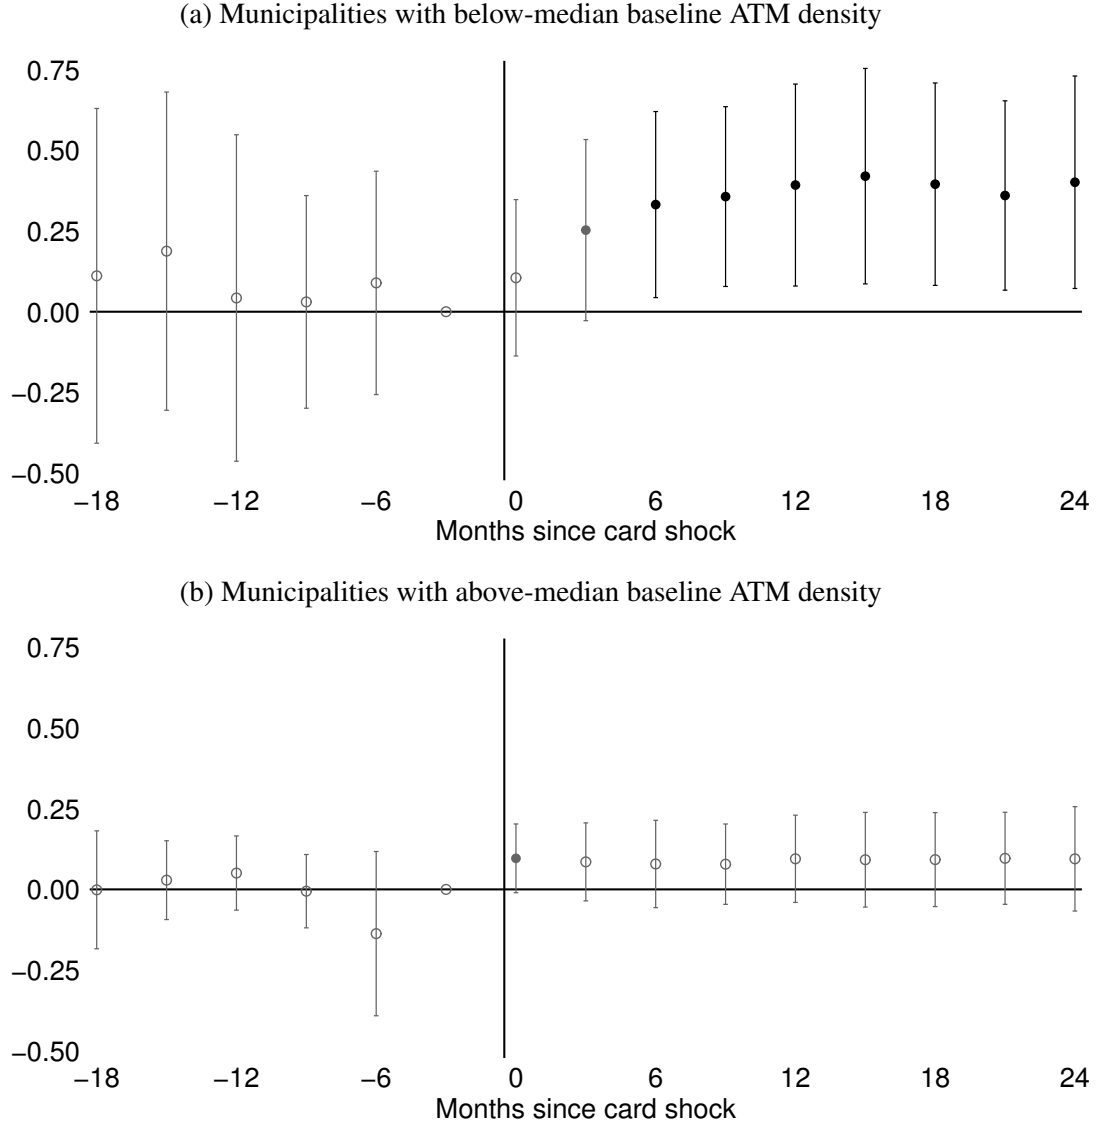 (a) Municipalities with below-median baseline ATM density
0.75
0.50
0.25
0.00
−0.25
−0.50
−18 −12 −6 0 6 12 18 24
Months since card shock
(b) Municipalities with above-median baseline ATM density
0.75
0.50
0.25
0.00
−0.25
−0.50
−18 −12 −6 0 6 12 18 24
Months since card shock